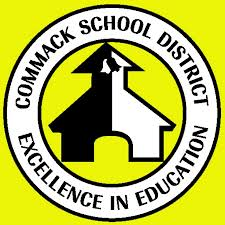 COMMACK SCHOOL DISTRICT
EXCELLENCE IN EDUCATION